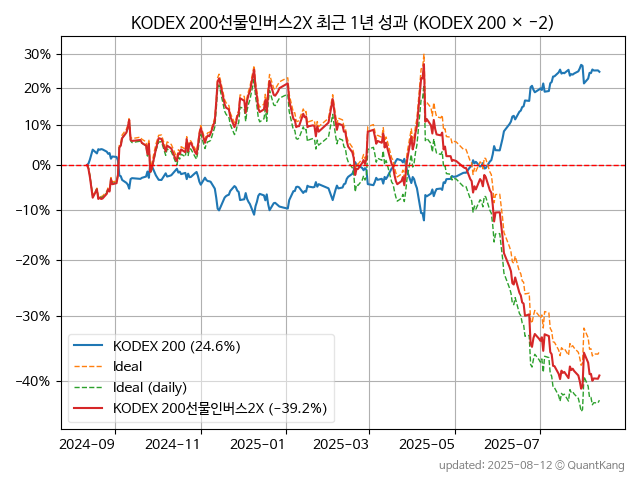 KODEX 200선물인버스2X 최근 1년 성과 (KODEX 200 × −2)
30%
20%
10%
0%
−10%
−20%
−30%
−40%
KODEX 200 (24.6%)
Ideal
Ideal (daily)
KODEX 200선물인버스2X (−39.2%)
2024-09
2024-11
2025-01
2025-03
2025-05
2025-07
updated: 2025-08-12 © QuantKang